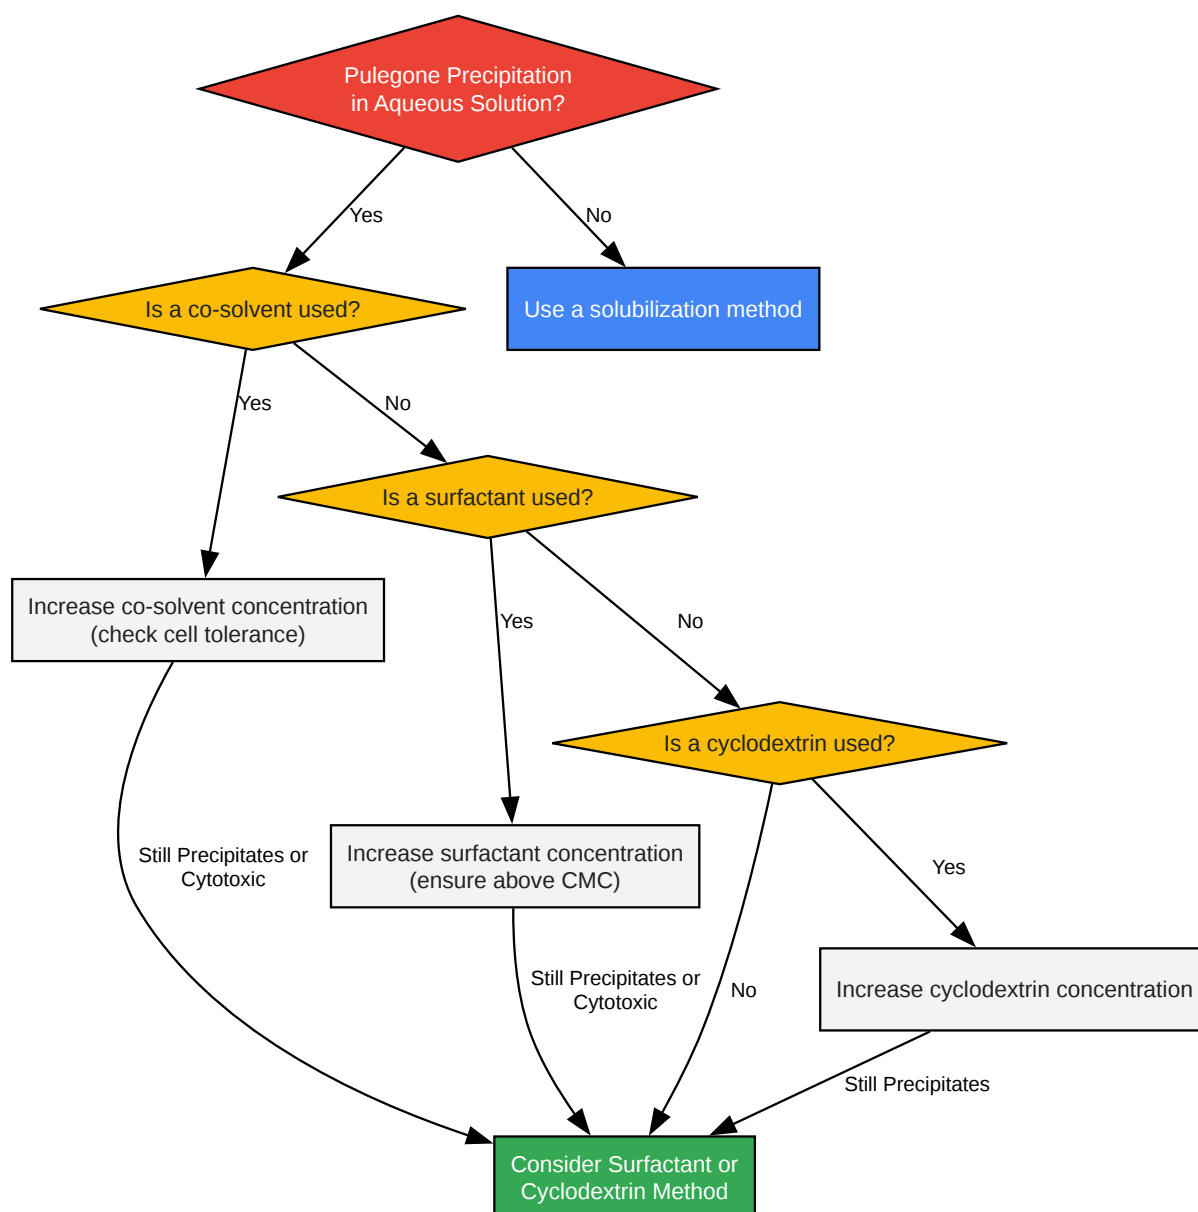 Pulegone Precipitation
in Aqueous Solution?
Yes
No
Is a co-solvent used?
Use a solubilization method
Yes
No
Is a surfactant used?
Increase co-solvent concentration
(check cell tolerance)
Yes
No
Is a cyclodextrin used?
Still Precipitates or
Cytotoxic
Increase surfactant concentration
(ensure above CMC)
Yes
Still Precipitates or
Cytotoxic
No
Increase cyclodextrin concentration
Still Precipitates
Consider Surfactant or
Cyclodextrin Method